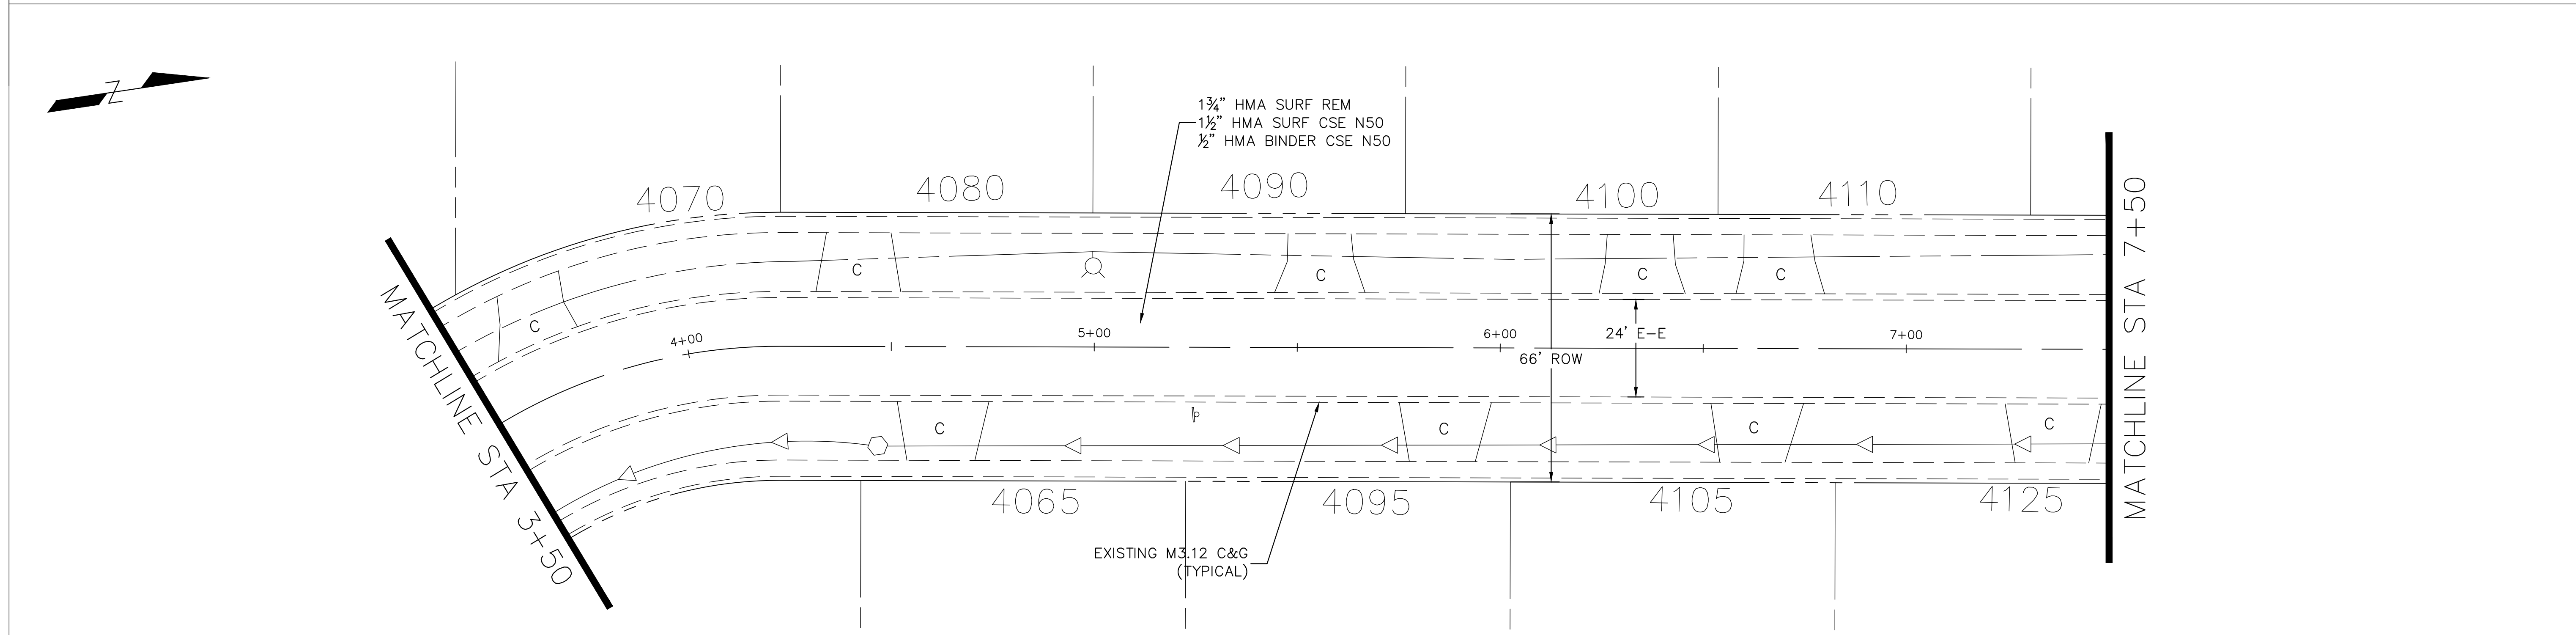 Z
1¾" HMA SURF REM
1½" HMA SURF CSE N50
½" HMA BINDER CSE N50
4070
4080
4090
4100
4110
C
C
C
C
C
MATCHLINE STA 3+50
4+00
5+00
6+00
7+00
24' E-E
66' ROW
MATCHLINE STA 7+50
C
C
C
C
4065
4095
4105
4125
EXISTING M3.12 C&G
(TYPICAL)